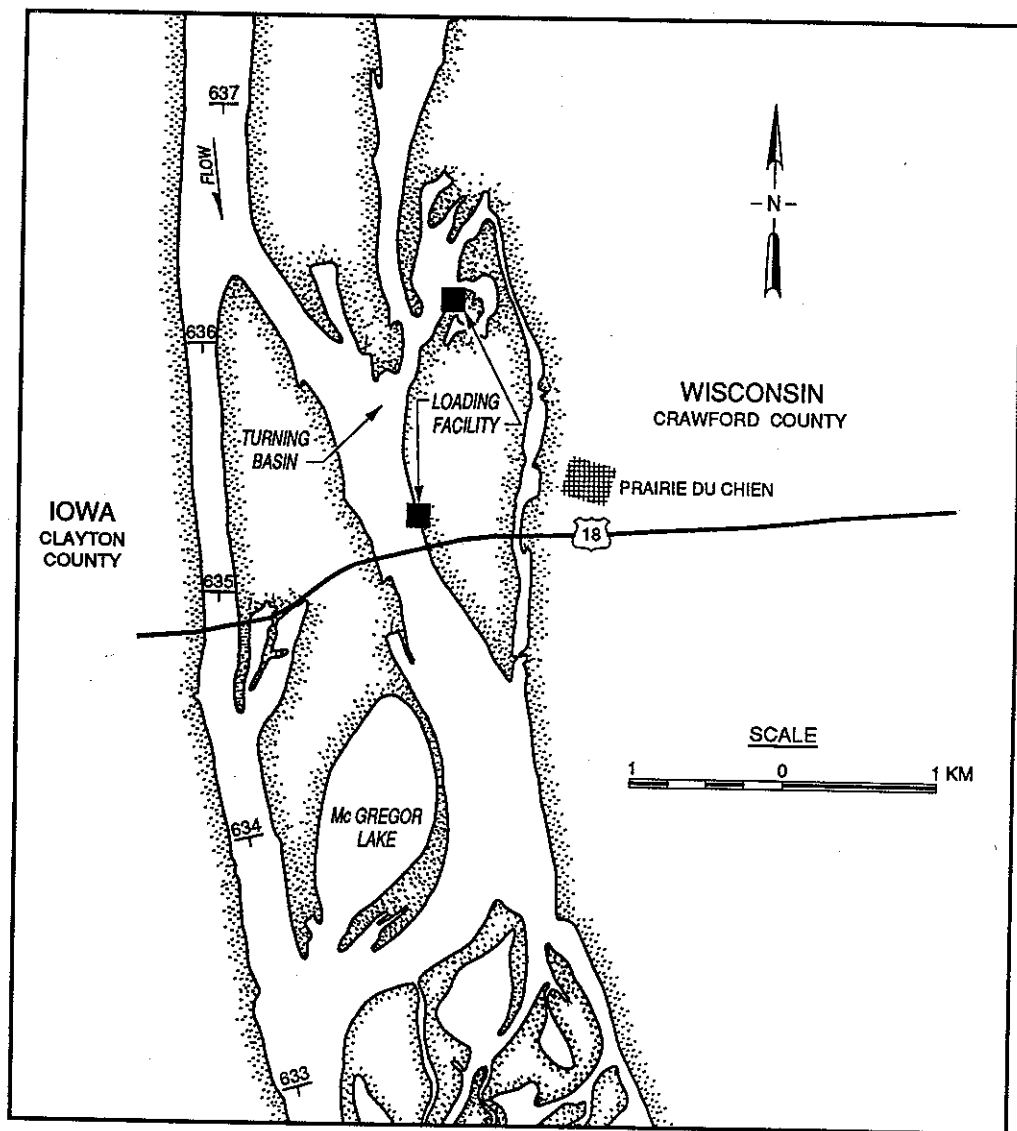 637
FLOW
-N-
636
WISCONSIN
CRAWFORD COUNTY
LOADING
FACILITY
TURNING
BASIN
PRAIRIE DU CHIEN
IOWA
CLAYTON
COUNTY
18
635
SCALE
1 0 1 KM
Mc GREGOR
LAKE
634
633